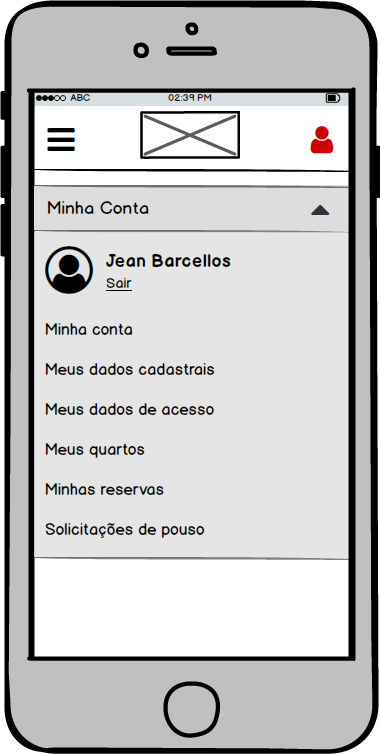 ABC 02:39 PM
Minha Conta
Jean Barcellos
Sair
Minha conta
Meus dados cadastrais
Meus dados de acesso
Meus quartos
Minhas reservas
Solicitações de pouso